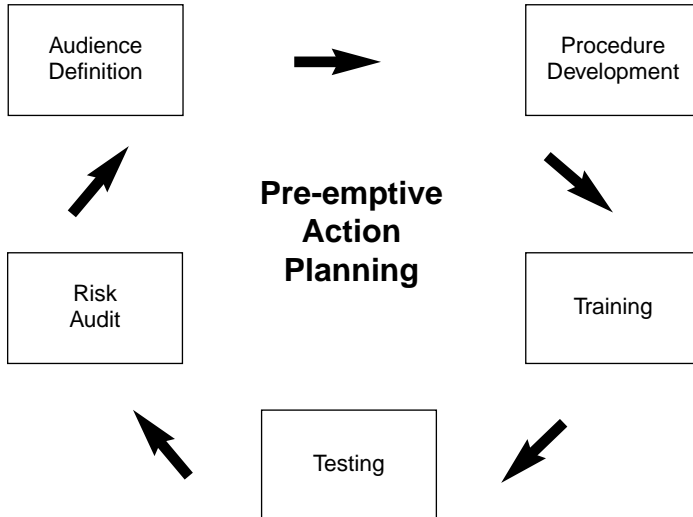 Audience
Definition
Procedure
Development
Pre-emptive
Action
Planning
Risk
Audit
Training
Testing